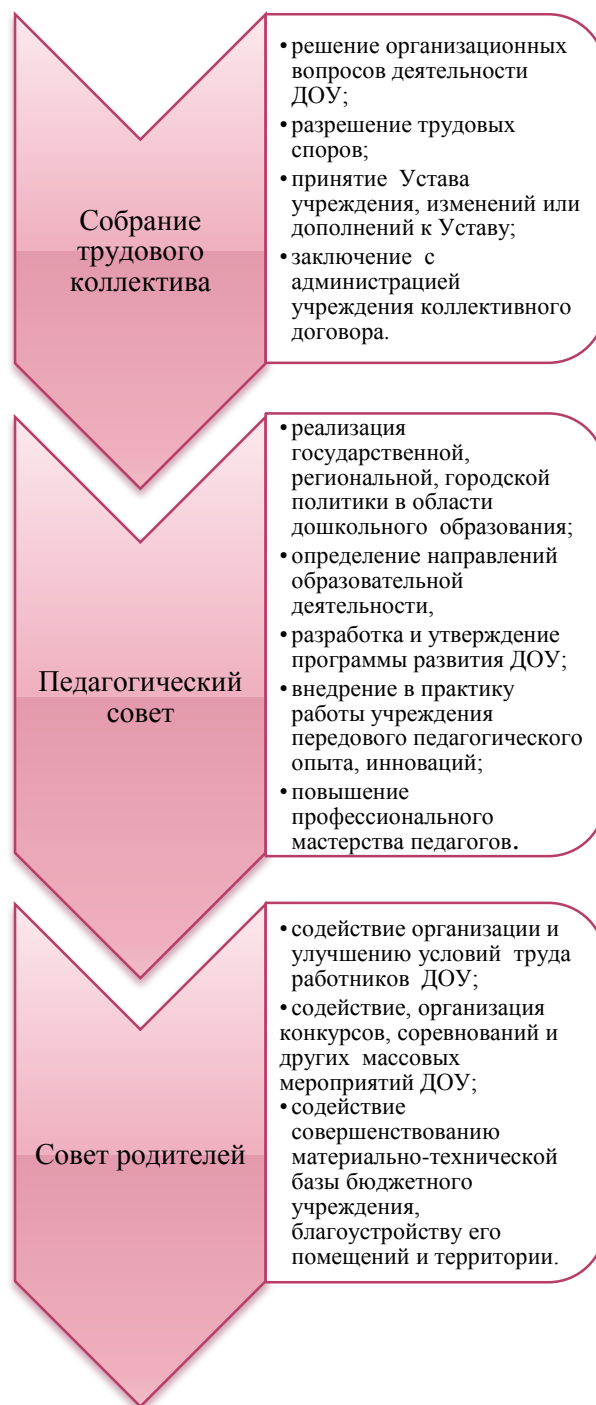 Собрание
трудового
коллектива
• решение организационных
вопросов деятельности
ДОУ;
• разрешение трудовых
споров;
• принятие Устава
учреждения, изменений или
дополнений к Уставу;
• заключение с
администрацией
учреждения коллективного
договора.
Педагогический
совет
• реализация
государственной,
региональной, городской
политики в области
дошкольного образования;
• определение направлений
образовательной
деятельности,
• разработка и утверждение
программы развития ДОУ;
• внедрение в практику
работы учреждения
передового педагогического
опыта, инноваций;
• повышение
профессионального
мастерства педагогов.
Совет родителей
• содействие организации и
улучшению условий труда
работников ДОУ;
• содействие, организация
конкурсов, соревнований и
других массовых
мероприятий ДОУ;
• содействие
совершенствованию
материально-технической
базы бюджетного
учреждения,
благоустройству его
помещений и территории.